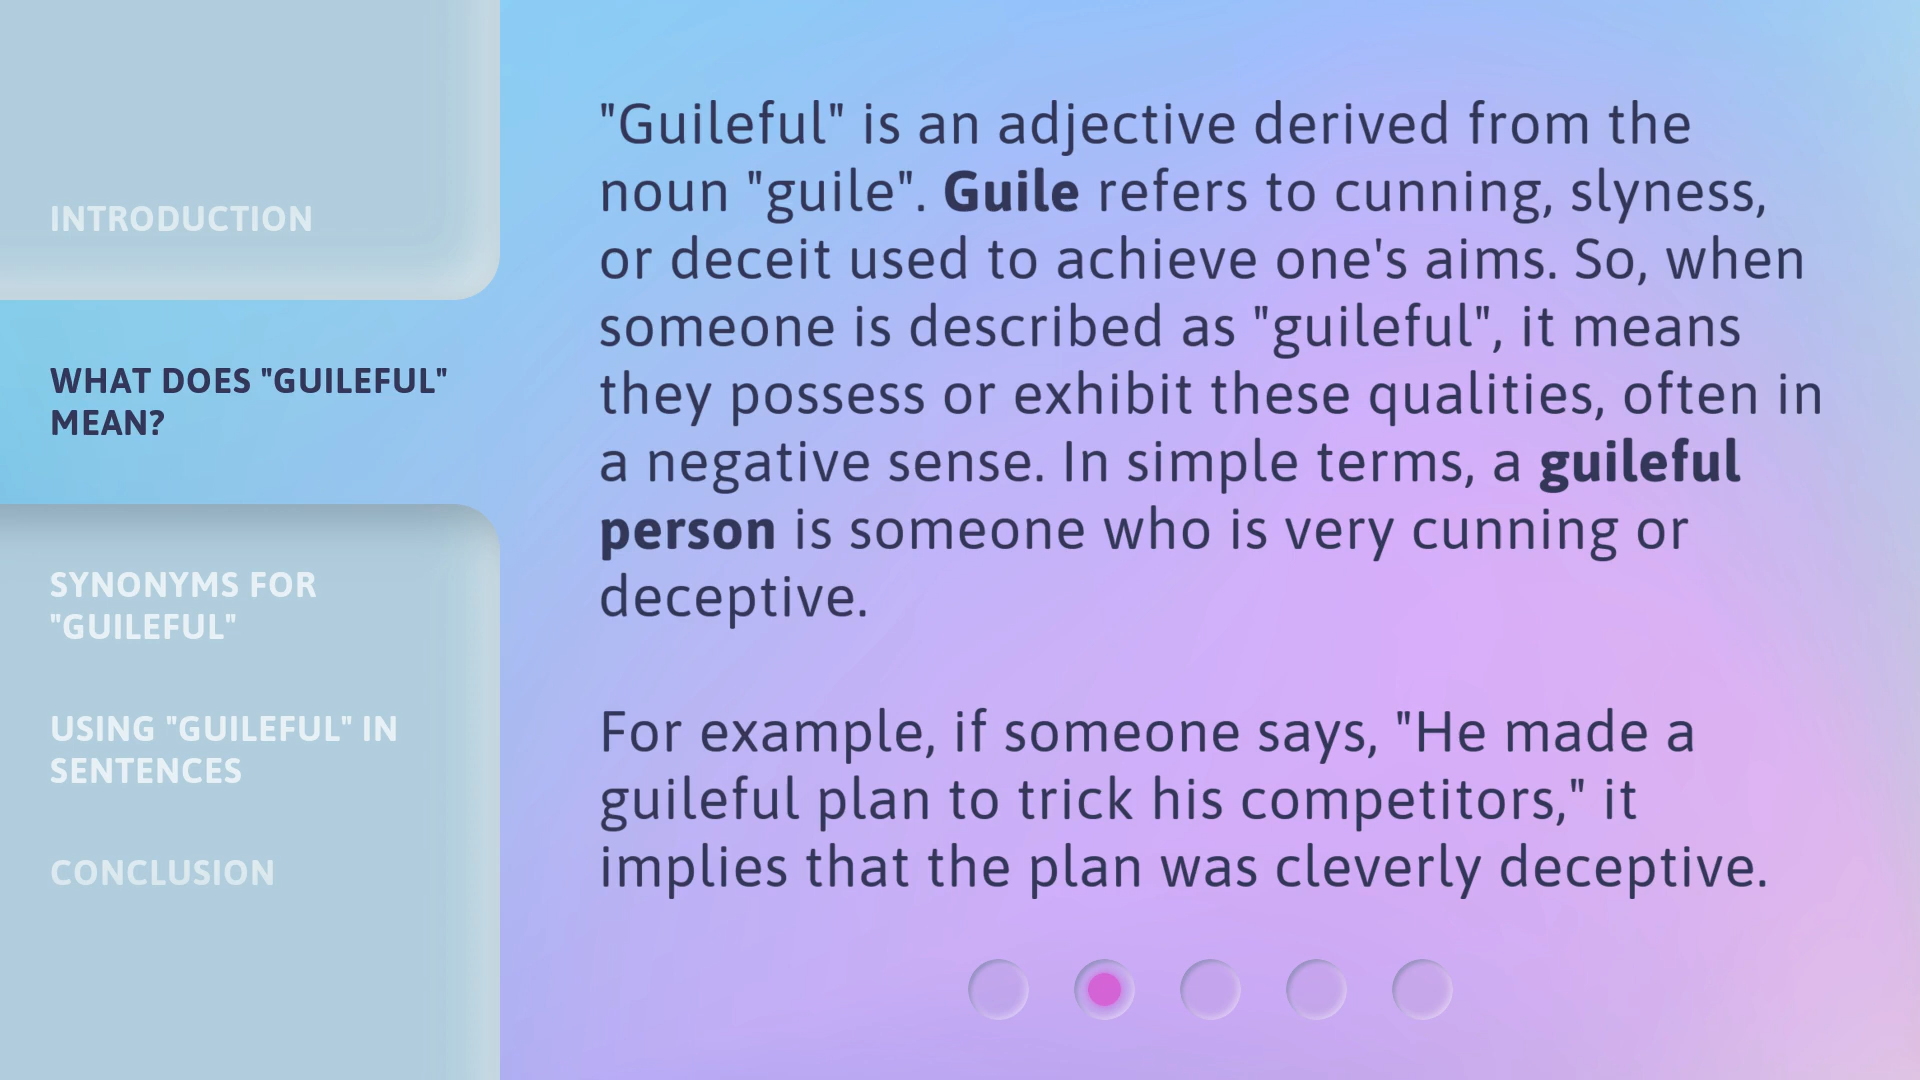 INTRODUCTION
WHAT DOES "GUILEFUL"
MEAN?
SYNONYMS FOR
"GUILEFUL"
USING "GUILEFUL" IN
SENTENCES
CONCLUSION
"Guileful" is an adjective derived from the
noun "guile". Guile refers to cunning, slyness,
or deceit used to achieve one's aims. So, when
someone is described as "guileful", it means
they possess or exhibit these qualities, often in
a negative sense. In simple terms, a guileful
person is someone who is very cunning or
deceptive.
For example, if someone says, "He made a
guileful plan to trick his competitors," it
implies that the plan was cleverly deceptive.